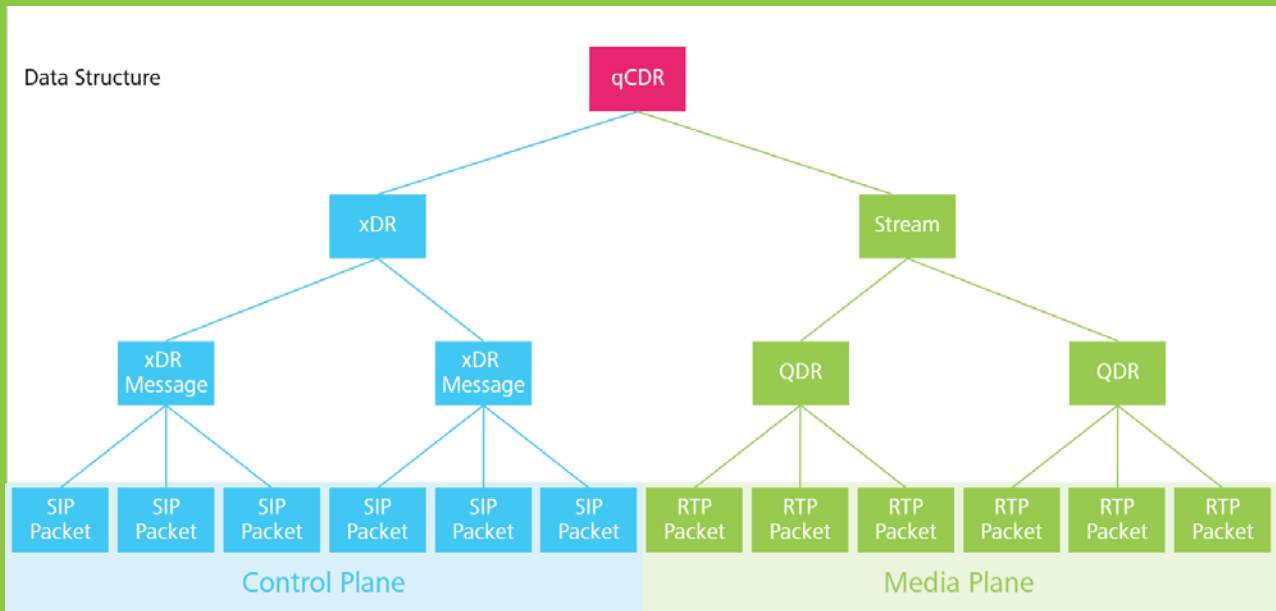 Data Structure
qCDR
xDR
Stream
xDR
Message
xDR
Message
QDR
QDR
SIP
Packet
SIP
Packet
SIP
Packet
SIP
Packet
SIP
Packet
SIP
Packet
RTP
Packet
RTP
Packet
RTP
Packet
RTP
Packet
RTP
Packet
RTP
Packet
Control Plane
Media Plane